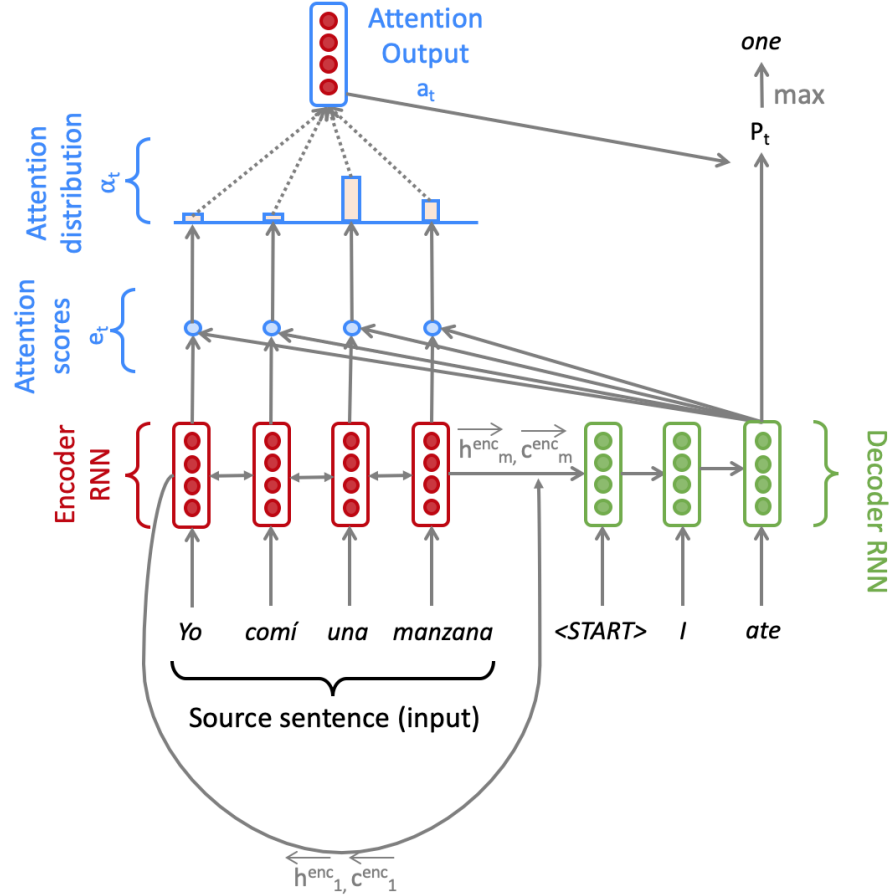 Attention
Output
a_t
one
max
P_t
Attention
distribution
α_t
Attention
scores
e_t
Encoder
RNN
h^enc_m, c^enc_m
Decoder RNN
Yo comí una manzana <START> I ate
Source sentence (input)
h^enc_1, c^enc_1